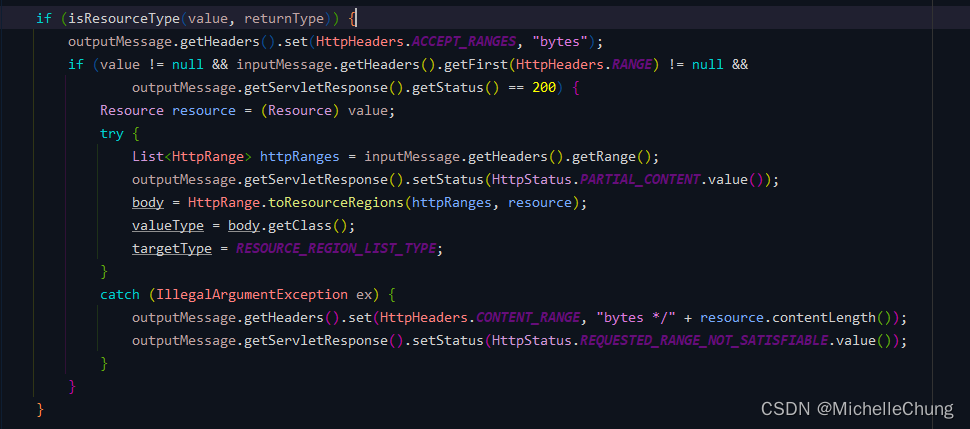 if (isResourceType(value, returnType)) {
outputMessage.getHeaders().set(HttpHeaders.ACCEPT_RANGES, "bytes");
if (value != null && inputMessage.getHeaders().getFirst(HttpHeaders.RANGE) != null &&
outputMessage.getServletResponse().getStatus() == 200) {
Resource resource = (Resource) value;
try {
List<HttpRange> httpRanges = inputMessage.getHeaders().getRange();
outputMessage.getServletResponse().setStatus(HttpStatus.PARTIAL_CONTENT.value());
body = HttpRange.toResourceRegions(httpRanges, resource);
valueType = body.getClass();
targetType = RESOURCE_REGION_LIST_TYPE;
}
catch (IllegalArgumentException ex) {
outputMessage.getHeaders().set(HttpHeaders.CONTENT_RANGE, "bytes */" + resource.contentLength());
outputMessage.getServletResponse().setStatus(HttpStatus.REQUESTED_RANGE_NOT_SATISFIABLE.value());
}
}
}
CSDN @MichelleChung